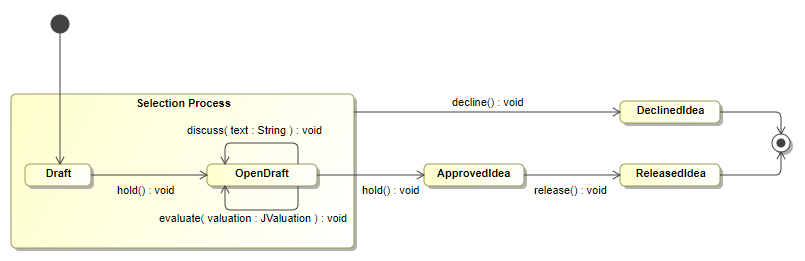 Selection Process
decline() : void
DeclinedIdea
discuss( text : String ) : void
Draft
OpenDraft
ApprovedIdea
ReleasedIdea
hold() : void
hold() : void
release() : void
evaluate( valuation : JValuation ) : void